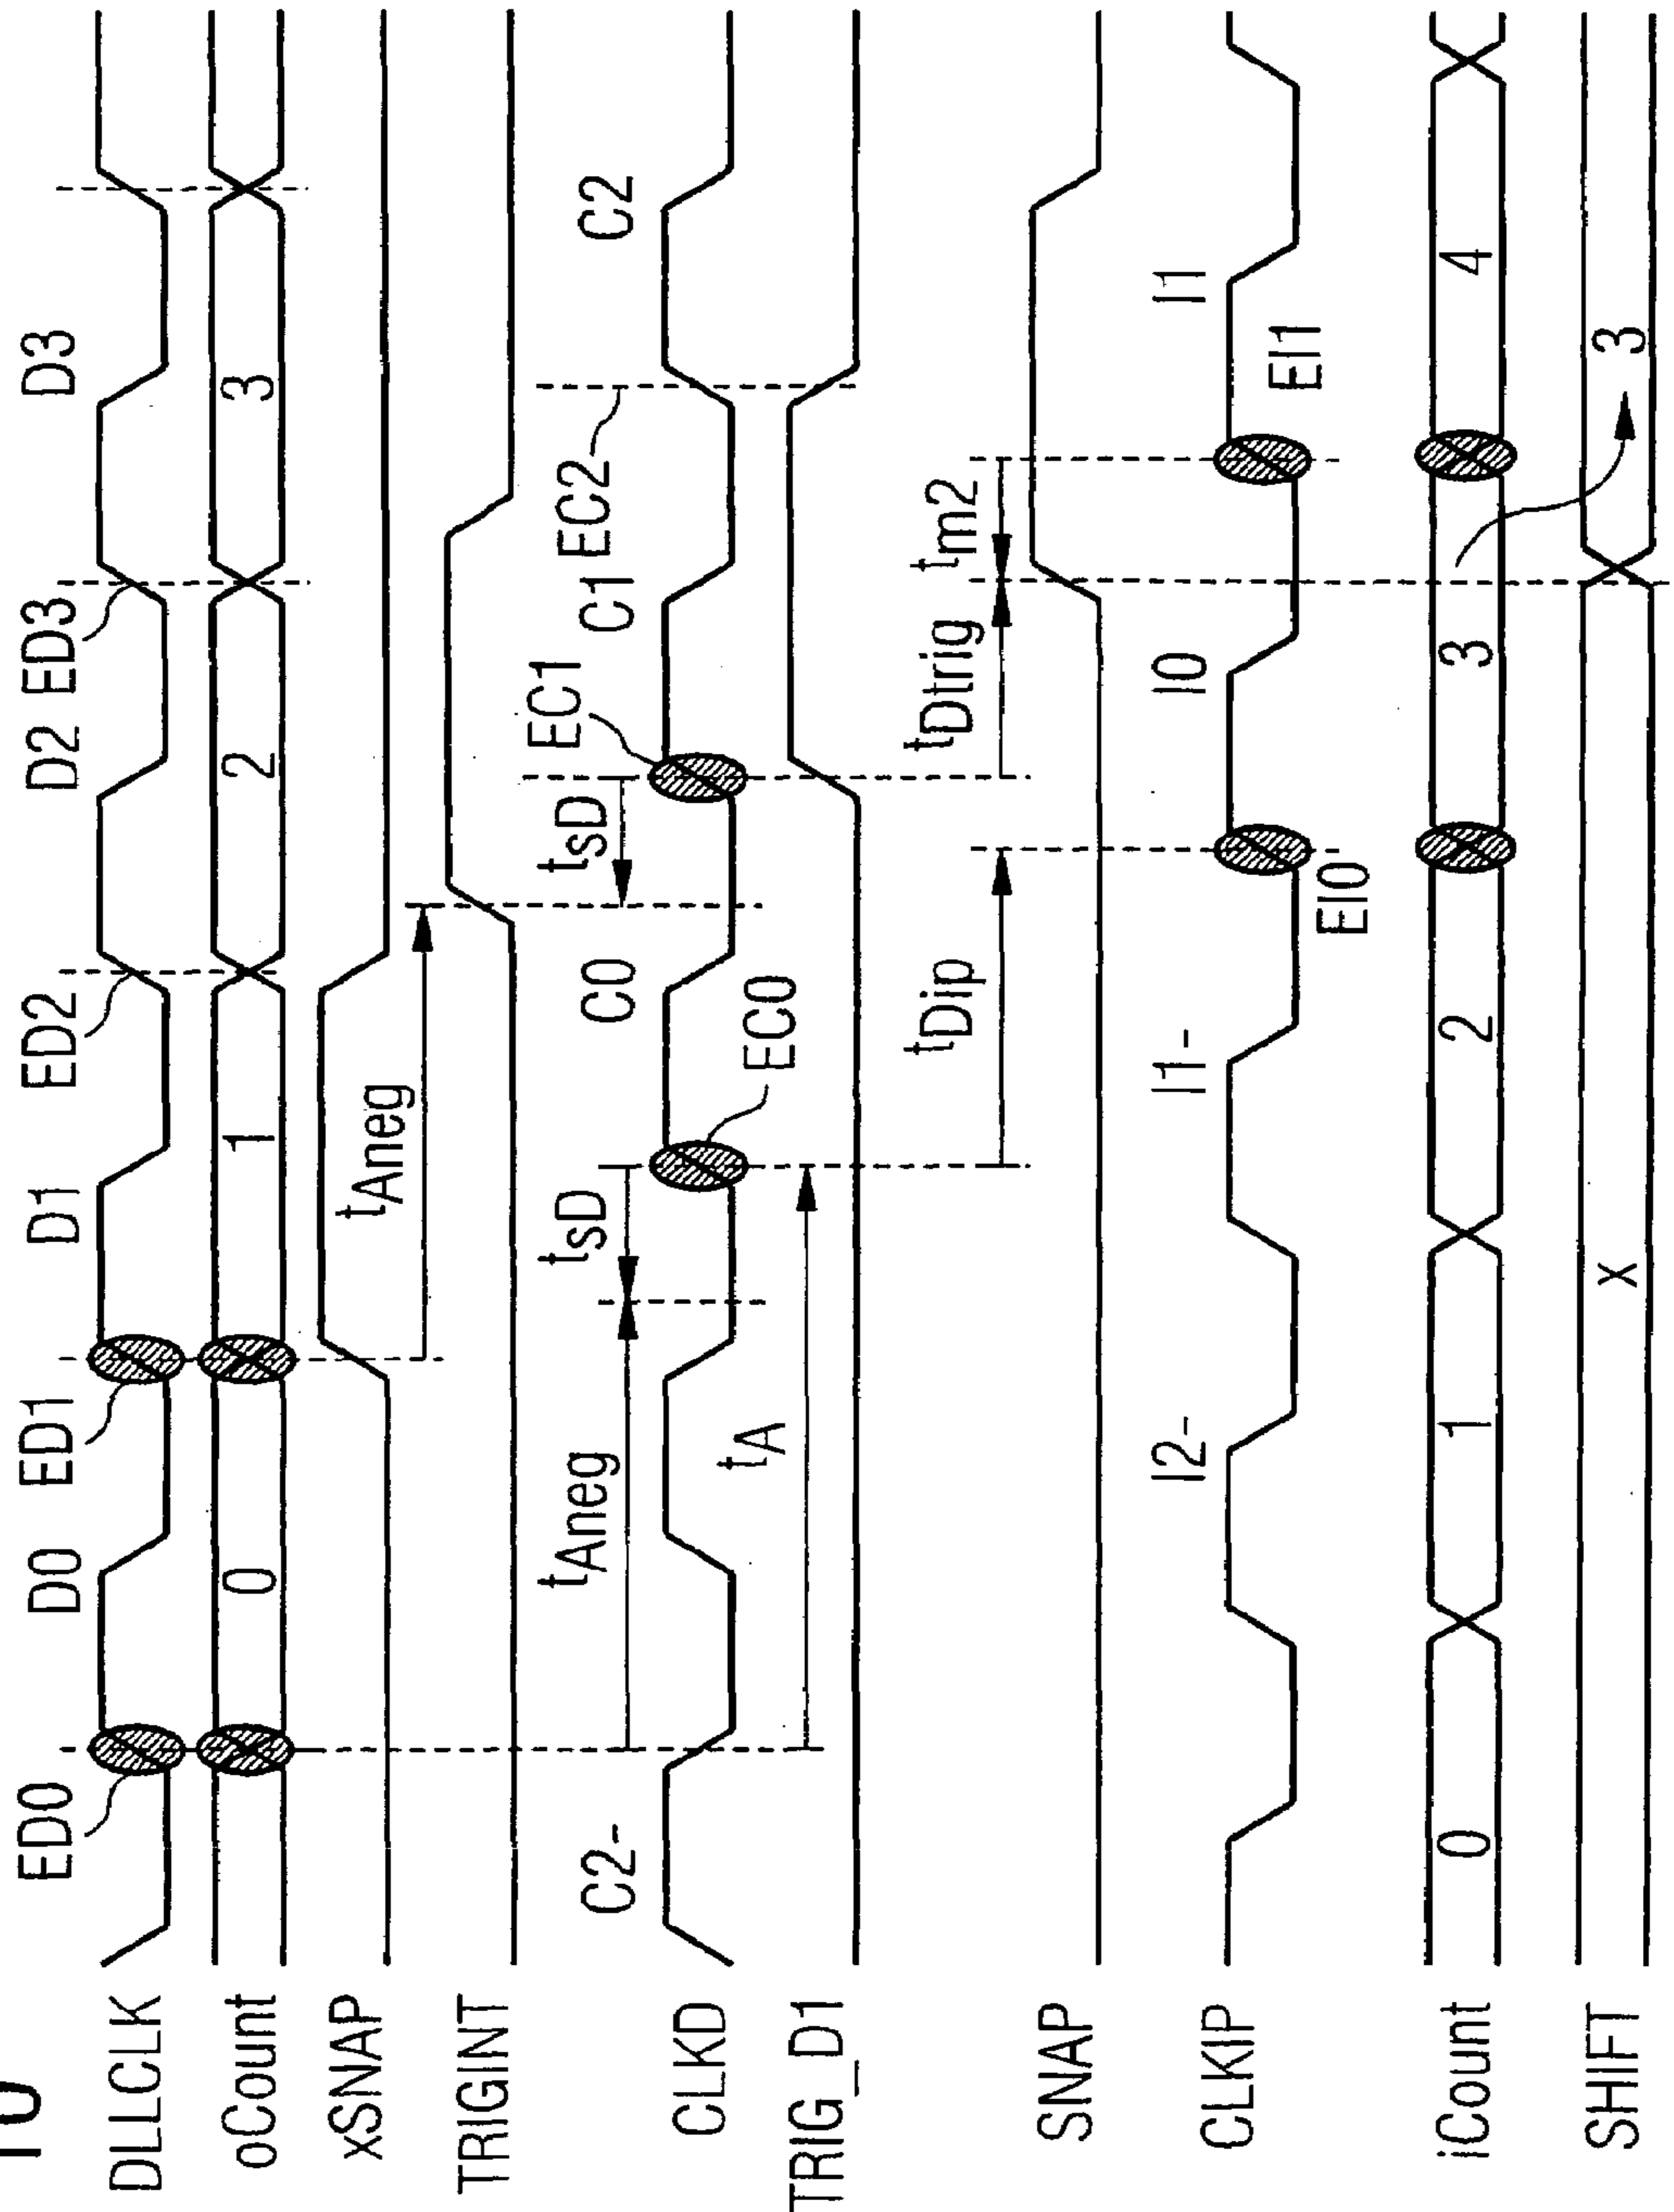 ED0 D0 ED1 D1 ED2 D2 ED3 D3
DLLCLK
oCount 0 1 2 3
xSNAP
tAneg
TRIGINT
C2- tAneg tsD C0 tsD EC1 C1 EC2 C2
CLKD
tA EC0
TRIG_D1
tDip tDtrig tm2
SNAP
I2- I1- I0 I1
CLKIP
EI0 EI1
iCount 0 1 2 3 4
SHIFT x 3